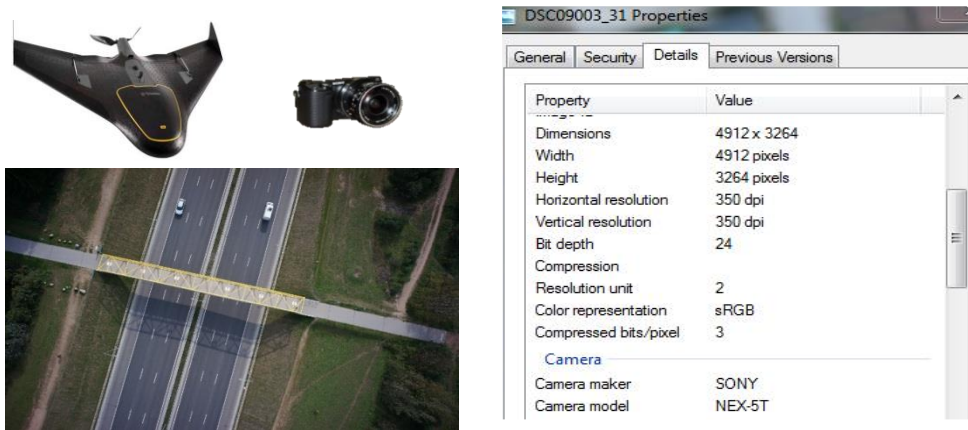 DSC09003_31 Properties
General Security Details Previous Versions
Property Value
Dimensions 4912 x 3264
Width 4912 pixels
Height 3264 pixels
Horizontal resolution 350 dpi
Vertical resolution 350 dpi
Bit depth 24
Compression
Resolution unit 2
Color representation sRGB
Compressed bits/pixel 3
Camera
Camera maker SONY
Camera model NEX-5T